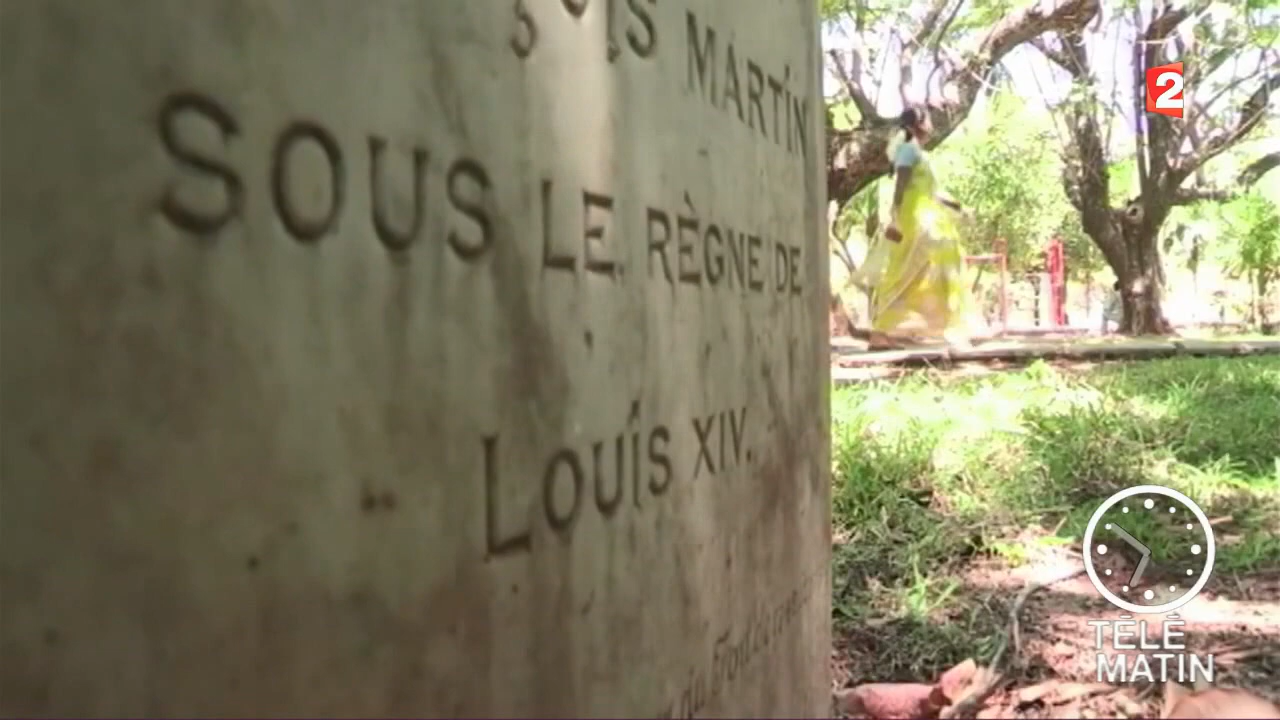 MARTIN
SOUS LE RÈGNE DE
LOUIS XIV.
2
TÉLÉ
MATIN